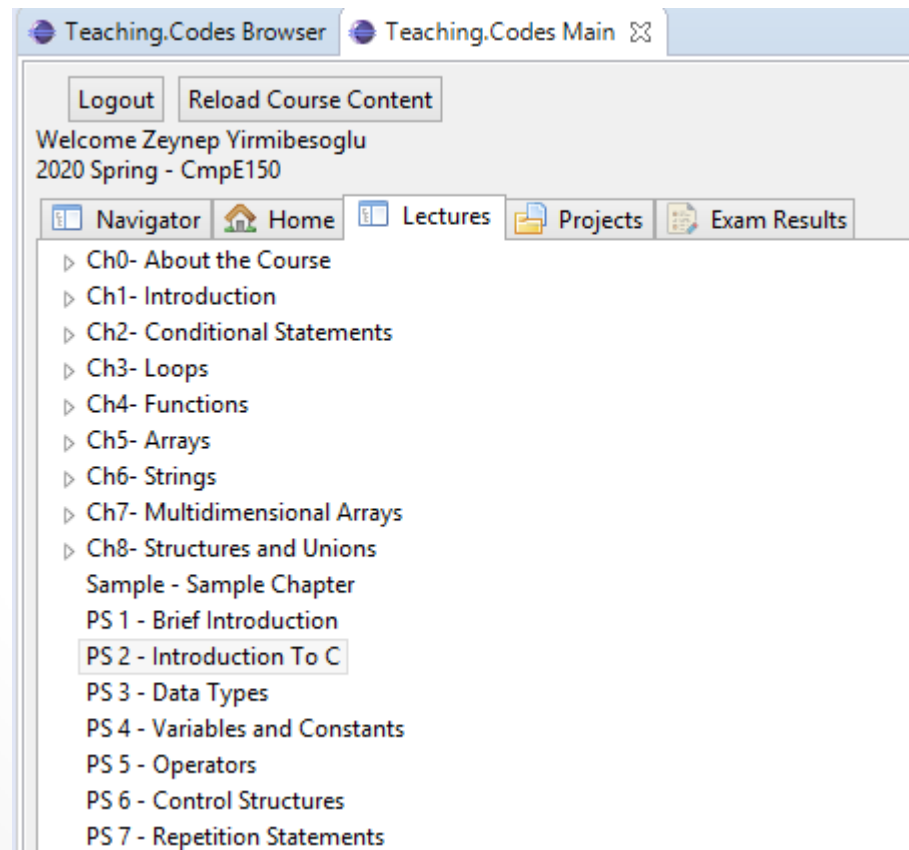 Teaching.Codes Browser Teaching.Codes Main
Logout Reload Course Content
Welcome Zeynep Yirmibesoglu
2020 Spring - CmpE150
Navigator Home Lectures Projects Exam Results
Ch0- About the Course
Ch1- Introduction
Ch2- Conditional Statements
Ch3- Loops
Ch4- Functions
Ch5- Arrays
Ch6- Strings
Ch7- Multidimensional Arrays
Ch8- Structures and Unions
Sample - Sample Chapter
PS 1 - Brief Introduction
PS 2 - Introduction To C
PS 3 - Data Types
PS 4 - Variables and Constants
PS 5 - Operators
PS 6 - Control Structures
PS 7 - Repetition Statements